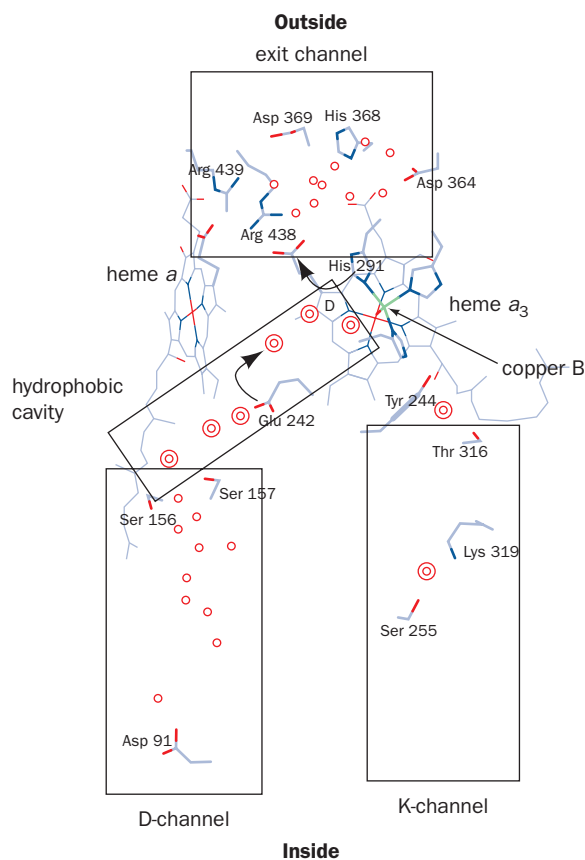 Outside
exit channel
Asp 369
His 368
Arg 439
Asp 364
Arg 438
His 291
heme a
D
heme a3
copper B
hydrophobic
cavity
Glu 242
Tyr 244
Thr 316
Ser 157
Ser 156
Lys 319
Ser 255
Asp 91
D-channel
K-channel
Inside